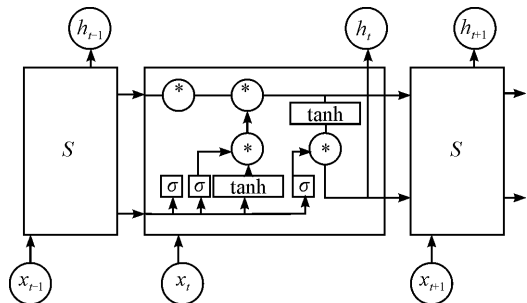 h_{t-1} h_t h_{t+1}
* *
tanh
S * * S
σ σ tanh σ
x_{t-1} x_t x_{t+1}